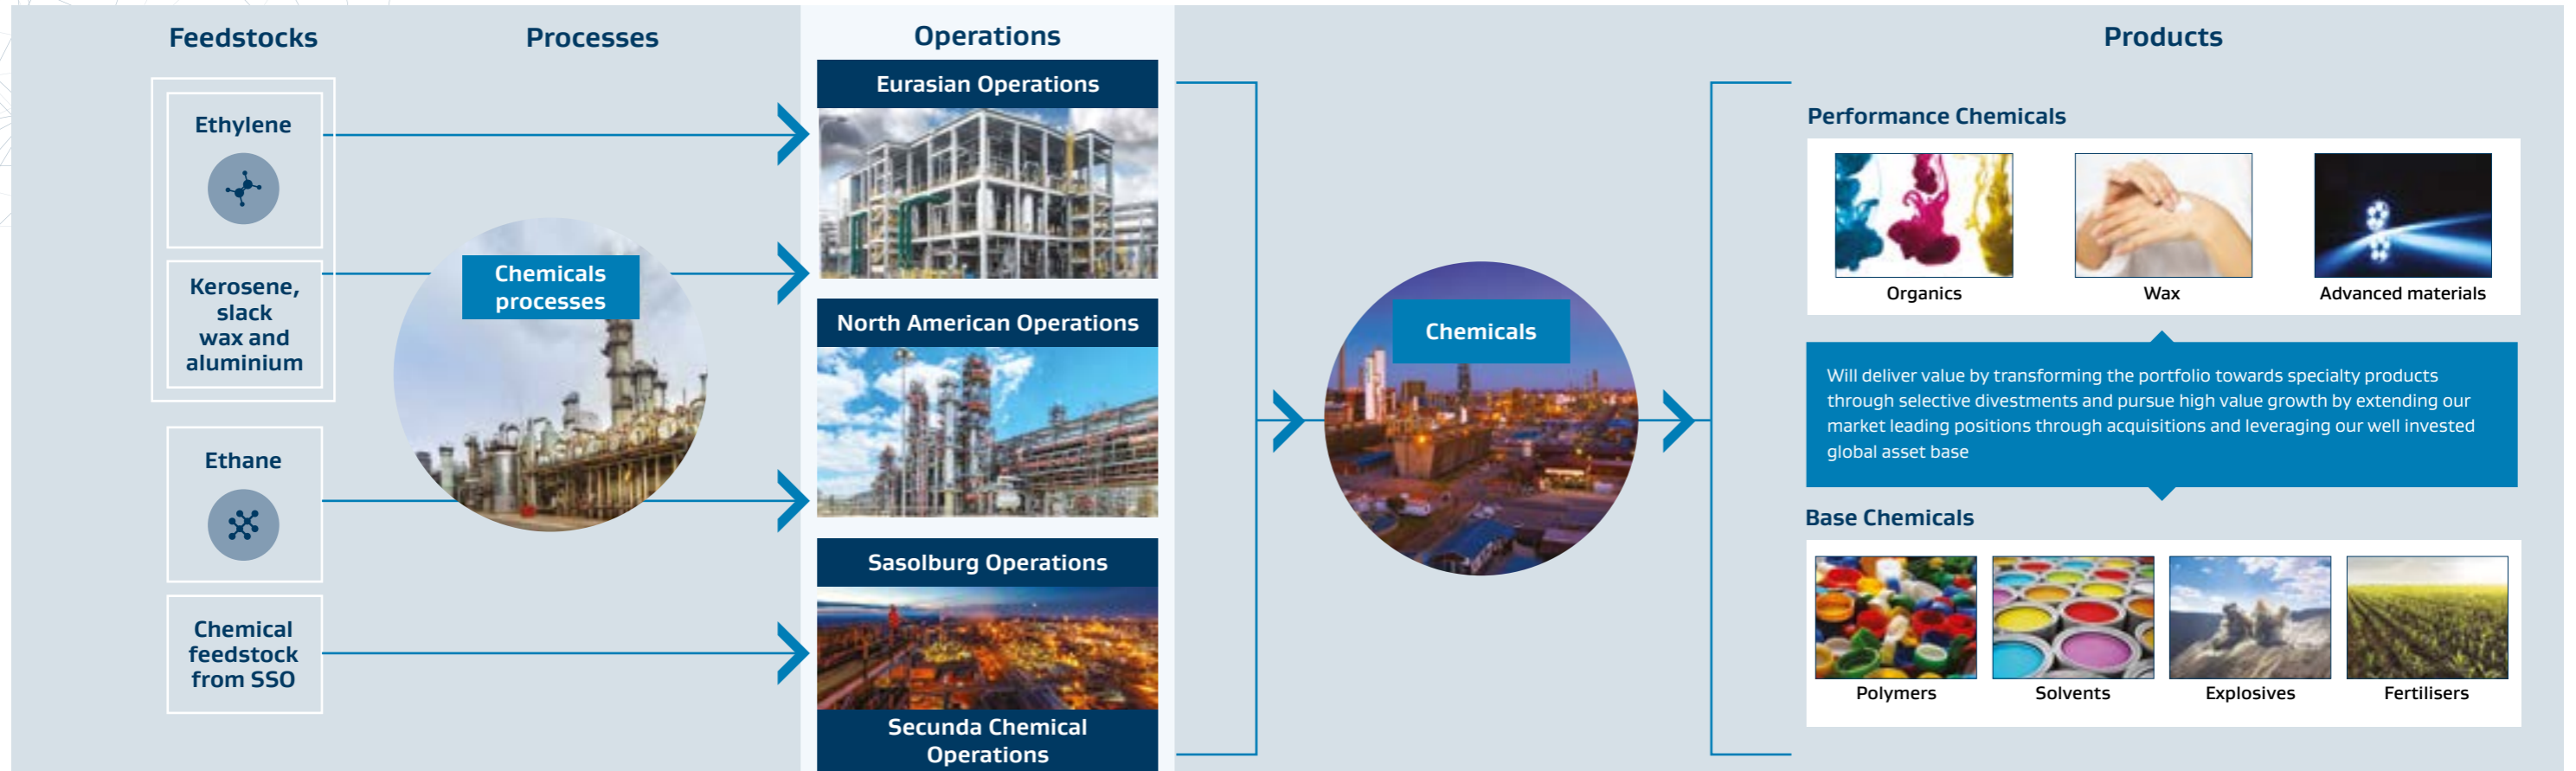 Feedstocks
Processes
Operations
Products
Ethylene
Kerosene,
slack
wax and
aluminium
Ethane
Chemical
feedstock
from SSO
Chemicals
processes
Eurasian Operations
North American Operations
Sasolburg Operations
Secunda Chemical
Operations
Chemicals
Performance Chemicals
Organics
Wax
Advanced materials
Will deliver value by transforming the portfolio towards specialty products
through selective divestments and pursue high value growth by extending our
market leading positions through acquisitions and leveraging our well invested
global asset base
Base Chemicals
Polymers
Solvents
Explosives
Fertilisers